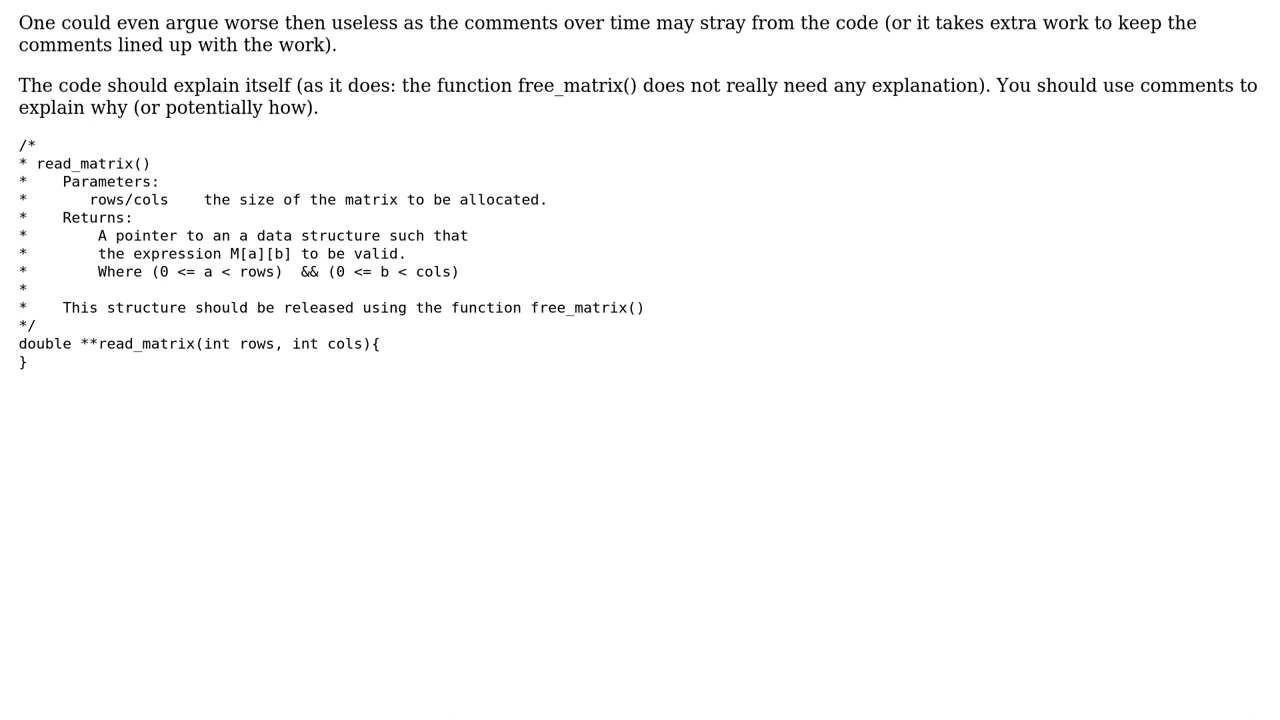 One could even argue worse then useless as the comments over time may stray from the code (or it takes extra work to keep the
comments lined up with the work).
The code should explain itself (as it does: the function free_matrix() does not really need any explanation). You should use comments to
explain why (or potentially how).
/*
* read_matrix()
*    Parameters:
*       rows/cols    the size of the matrix to be allocated.
*    Returns:
*        A pointer to an a data structure such that
*        the expression M[a][b] to be valid.
*        Where (0 <= a < rows)  && (0 <= b < cols)
*
*    This structure should be released using the function free_matrix()
*/
double **read_matrix(int rows, int cols){
}